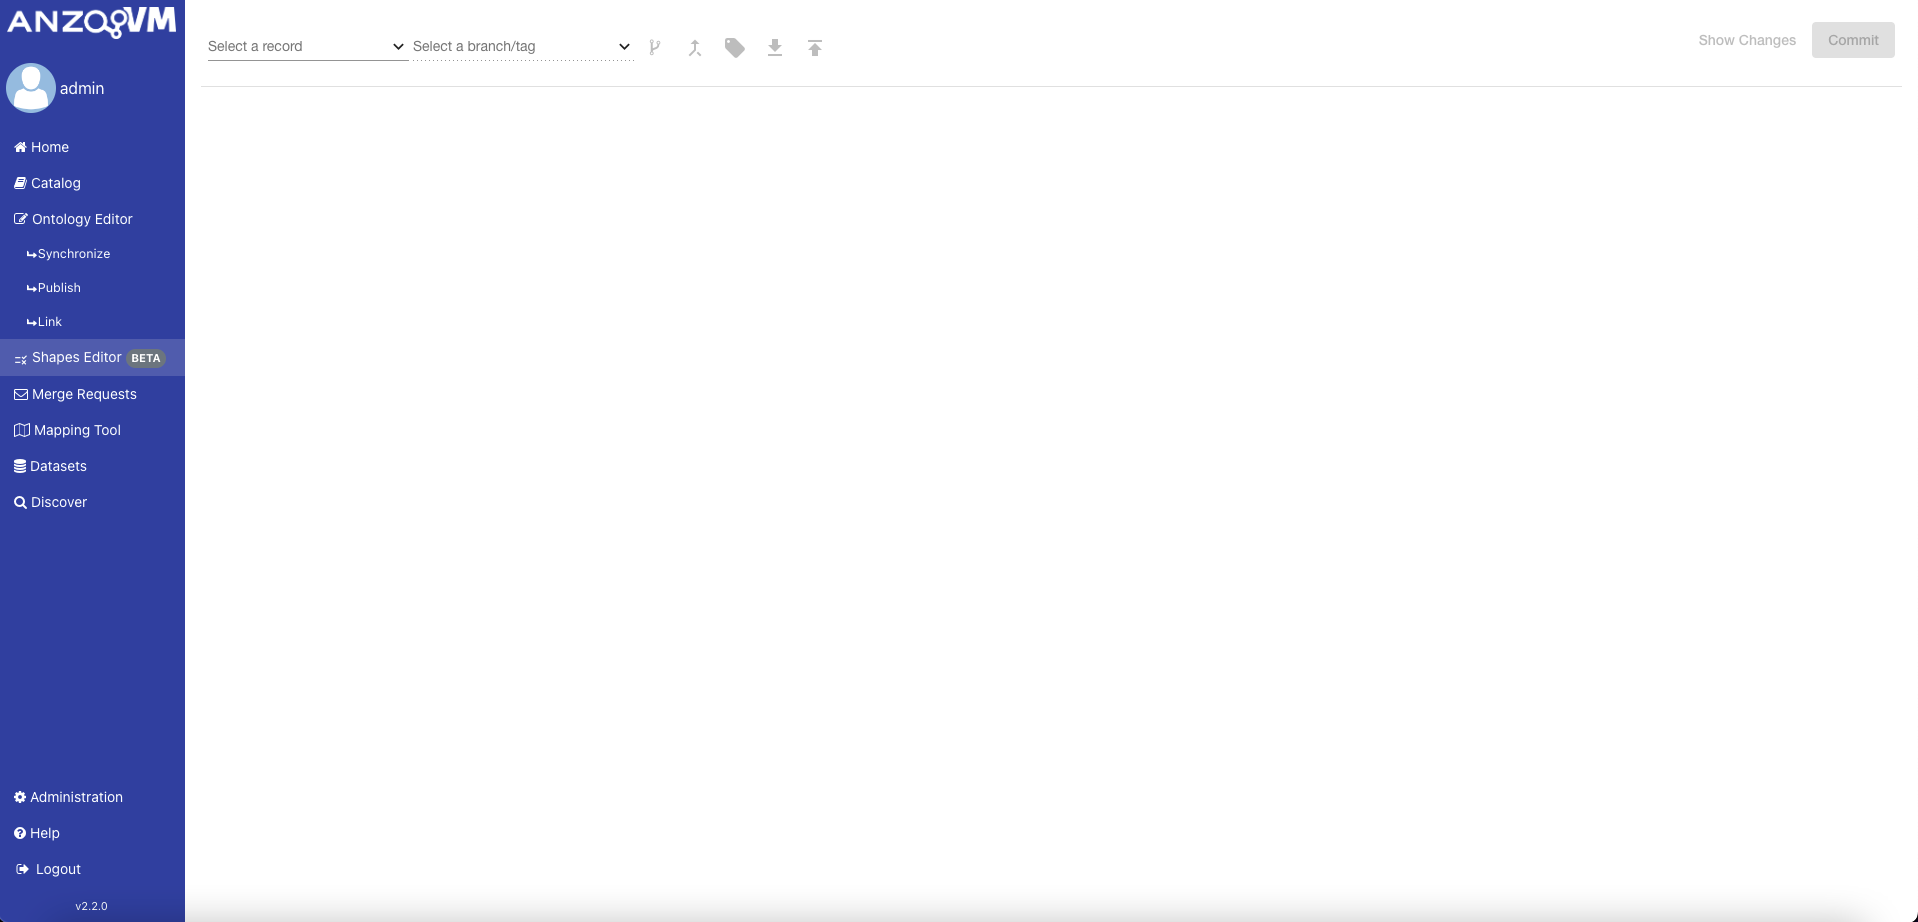 ANZOVM
admin
Home
Catalog
Ontology Editor
Synchronize
Publish
Link
Shapes Editor BETA
Merge Requests
Mapping Tool
Datasets
Discover
Administration
Help
Logout
v2.2.0
Select a record Select a branch/tag Show Changes Commit